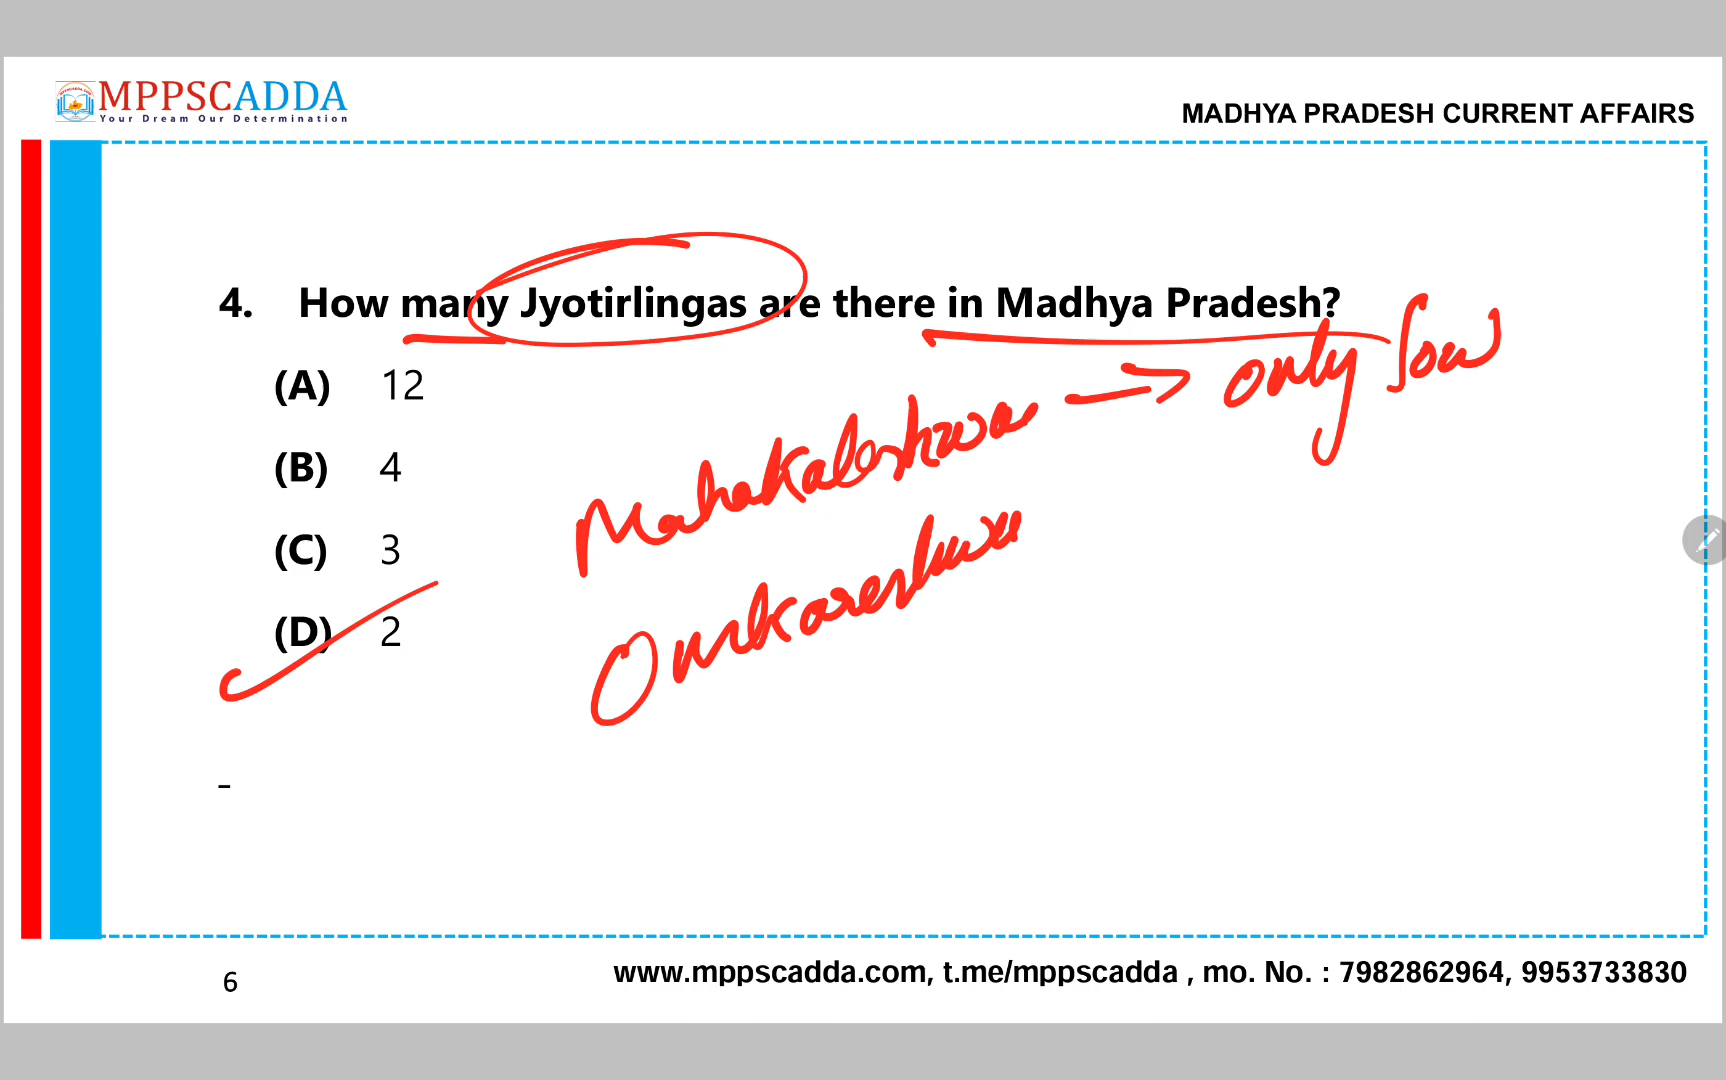 MPPSCADDA
Your Dream Our Determination
MADHYA PRADESH CURRENT AFFAIRS
4. How many Jyotirlingas are there in Madhya Pradesh?
(A) 12
(B) 4
(C) 3
(D) 2
Mahakaleshwar → only
Omkareshwar
-
6
www.mppscadda.com, t.me/mppscadda , mo. No. : 7982862964, 9953733830